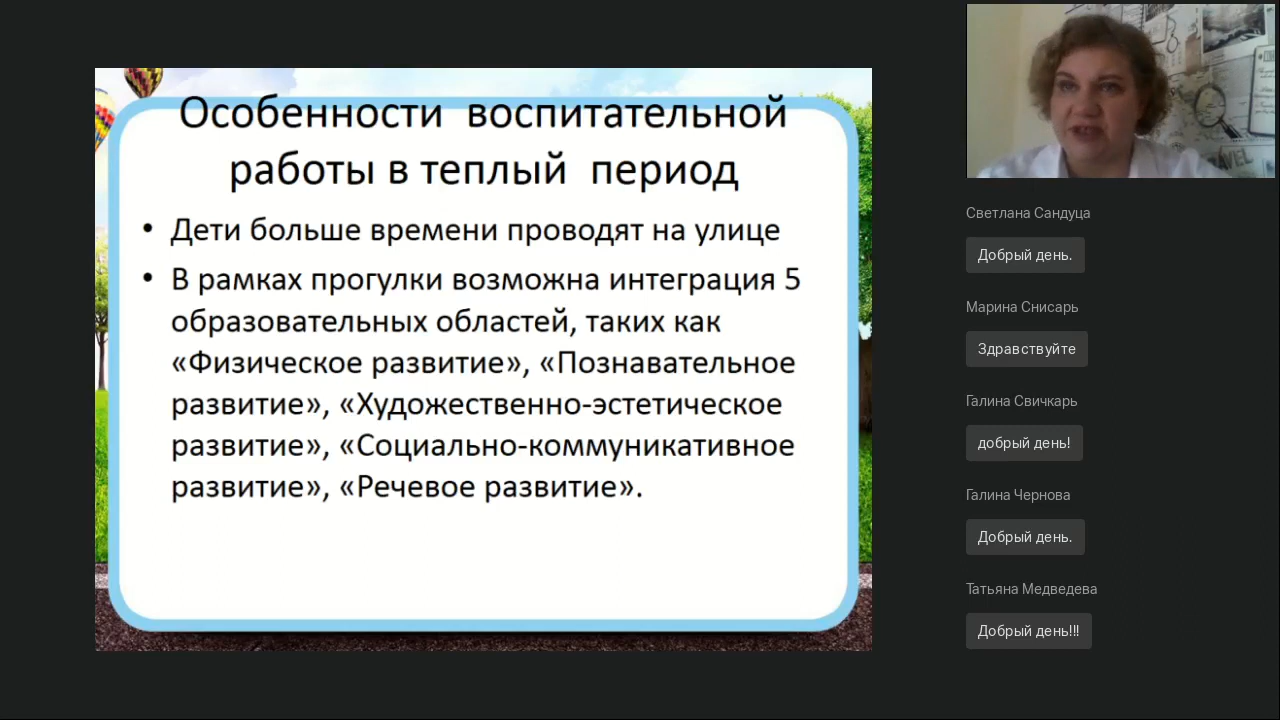 Особенности воспитательной
работы в теплый период
• Дети больше времени проводят на улице
• В рамках прогулки возможна интеграция 5
образовательных областей, таких как
«Физическое развитие», «Познавательное
развитие», «Художественно-эстетическое
развитие», «Социально-коммуникативное
развитие», «Речевое развитие».
Светлана Сандуца
Добрый день.
Марина Снисарь
Здравствуйте
Галина Свичкарь
добрый день!
Галина Чернова
Добрый день.
Татьяна Медведева
Добрый день!!!